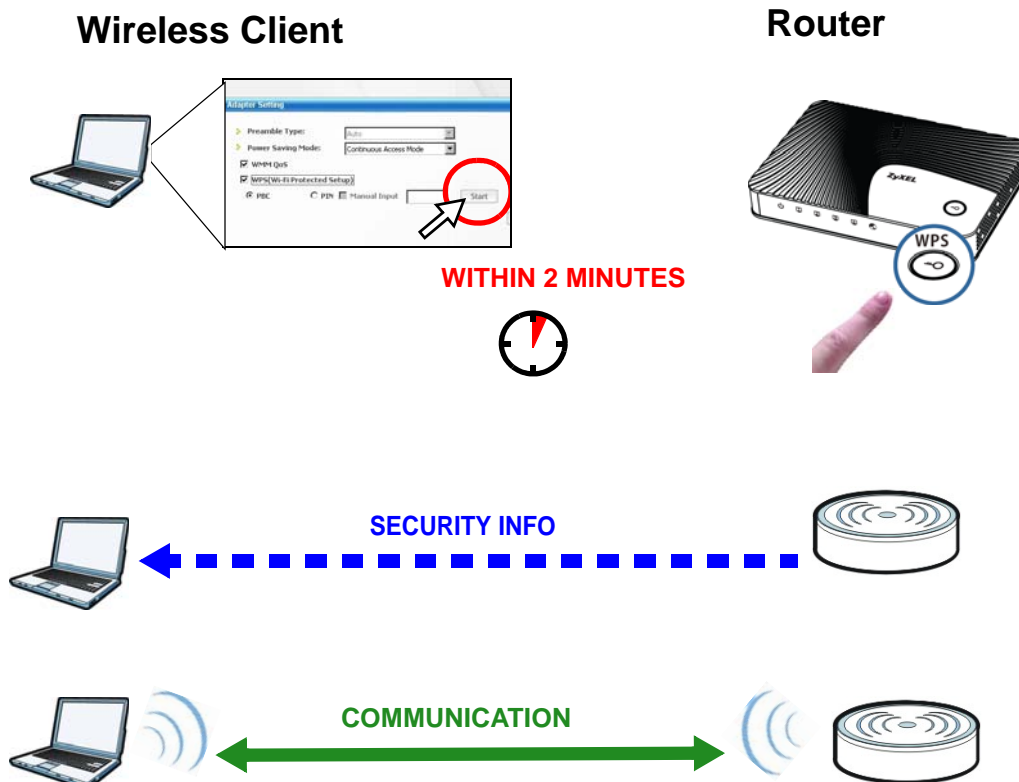 Wireless Client
Router
Adapter Setting
Preamble Type:
Auto
Power Saving Mode:
Continuous Access Mode
WMM QoS
WPS(Wi-Fi Protected Setup)
PBC
PIN
Manual Input
Start
ZyXEL
WPS
WITHIN 2 MINUTES
SECURITY INFO
COMMUNICATION